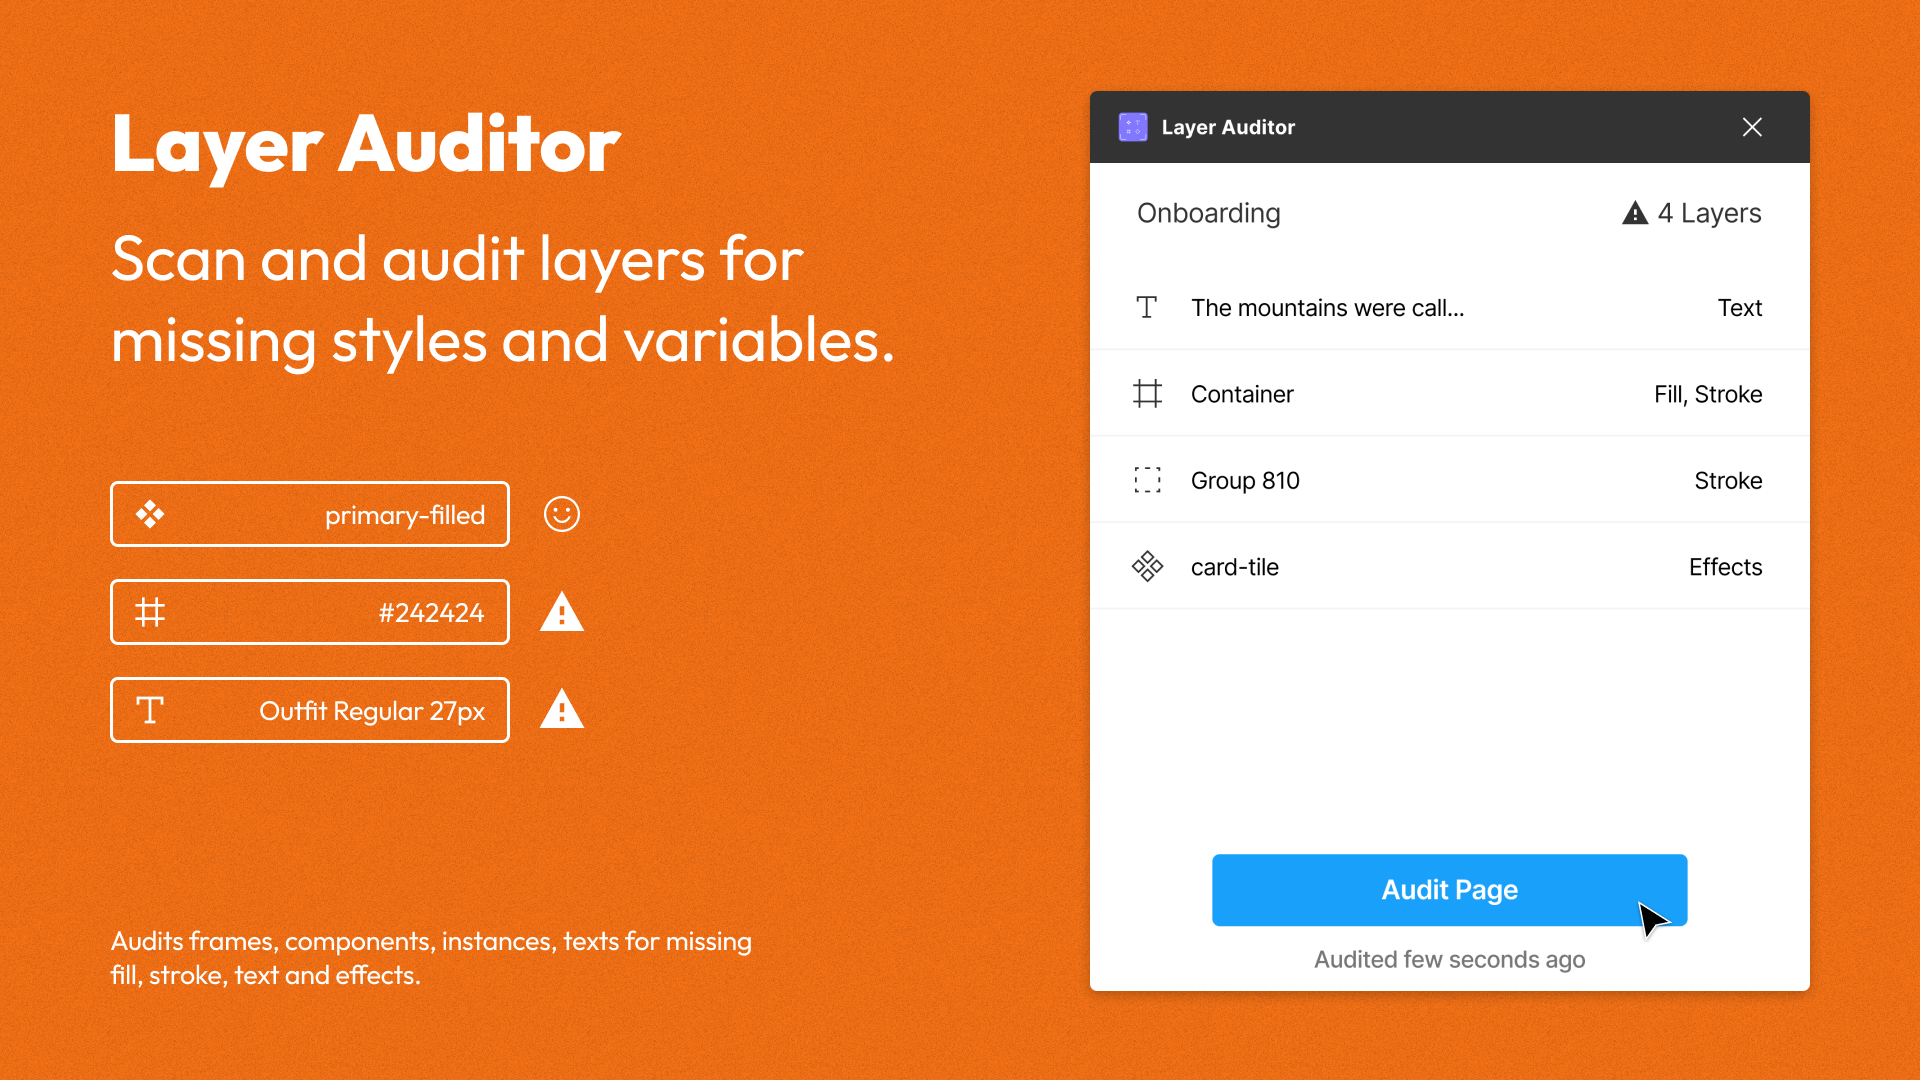 Layer Auditor
Scan and audit layers for
missing styles and variables.
primary-filled
#242424
Outfit Regular 27px
Audits frames, components, instances, texts for missing
fill, stroke, text and effects.
Layer Auditor
Onboarding
4 Layers
The mountains were call...
Text
Container
Fill, Stroke
Group 810
Stroke
card-tile
Effects
Audit Page
Audited few seconds ago